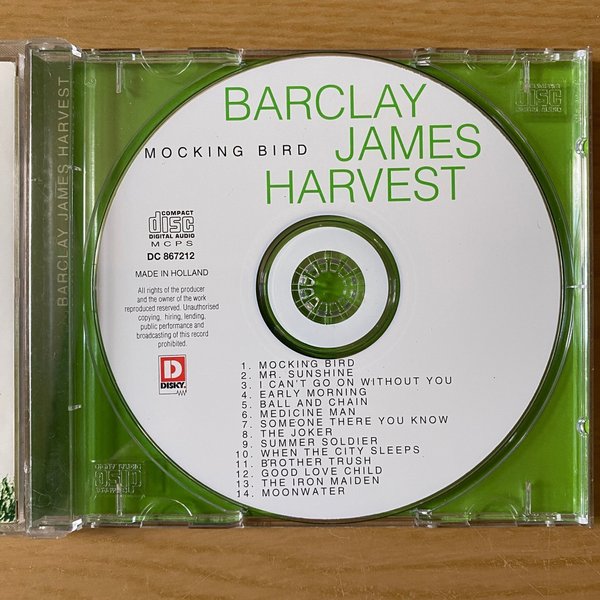 BARCLAY JAMES HARVEST
BARCLAY
JAMES
HARVEST
MOCKING BIRD
COMPACT
disc
DIGITAL AUDIO
MCPS
DC 867212
MADE IN HOLLAND
All rights of the producer
and the owner of the work
reproduced reserved. Unauthorised
copying, hiring, lending,
public performance and
broadcasting of this record
prohibited.
D
DISKY.
1. MOCKING BIRD
2. MR. SUNSHINE
3. I CAN'T GO ON WITHOUT YOU
4. EARLY MORNING
5. BALL AND CHAIN
6. MEDICINE MAN
7. SOMEONE THERE YOU KNOW
8. THE JOKER
9. SUMMER SOLDIER
10. WHEN THE CITY SLEEPS
11. BROTHER TRUSH
12. GOOD LOVE CHILD
13. THE IRON MAIDEN
14. MOONWATER
COMPACT
disc
DIGITAL AUDIO